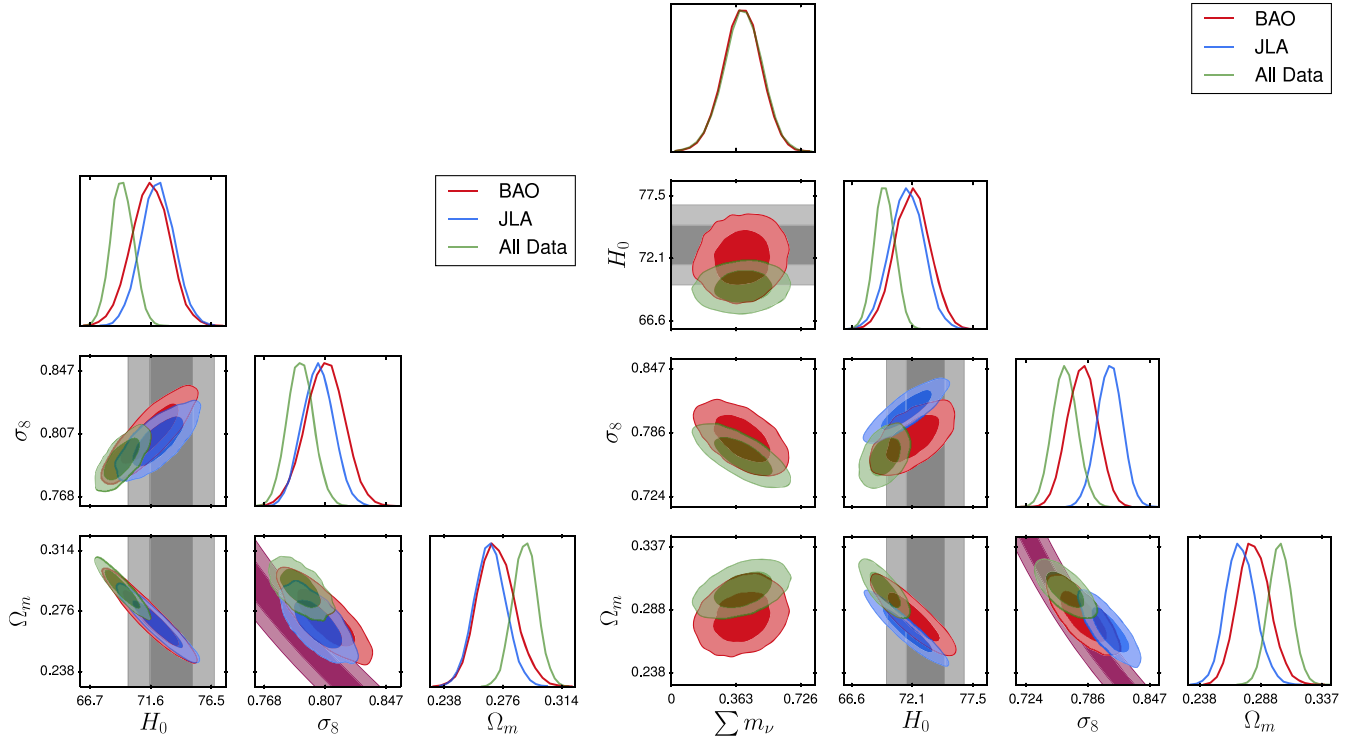 BAO
JLA
All Data
BAO
JLA
All Data
77.5
72.1
66.6
H₀
0.847
0.807
0.768
σ₈
0.847
0.786
0.724
σ₈
0.314
0.276
0.238
Ωₘ
0.337
0.288
0.238
Ωₘ
66.7 71.6 76.5
0.768 0.807 0.847
0.238 0.276 0.314
0 0.363 0.726
66.6 72.1 77.5
0.724 0.786 0.847
0.238 0.288 0.337
H₀ σ₈ Ωₘ
∑ mᵥ H₀ σ₈ Ωₘ